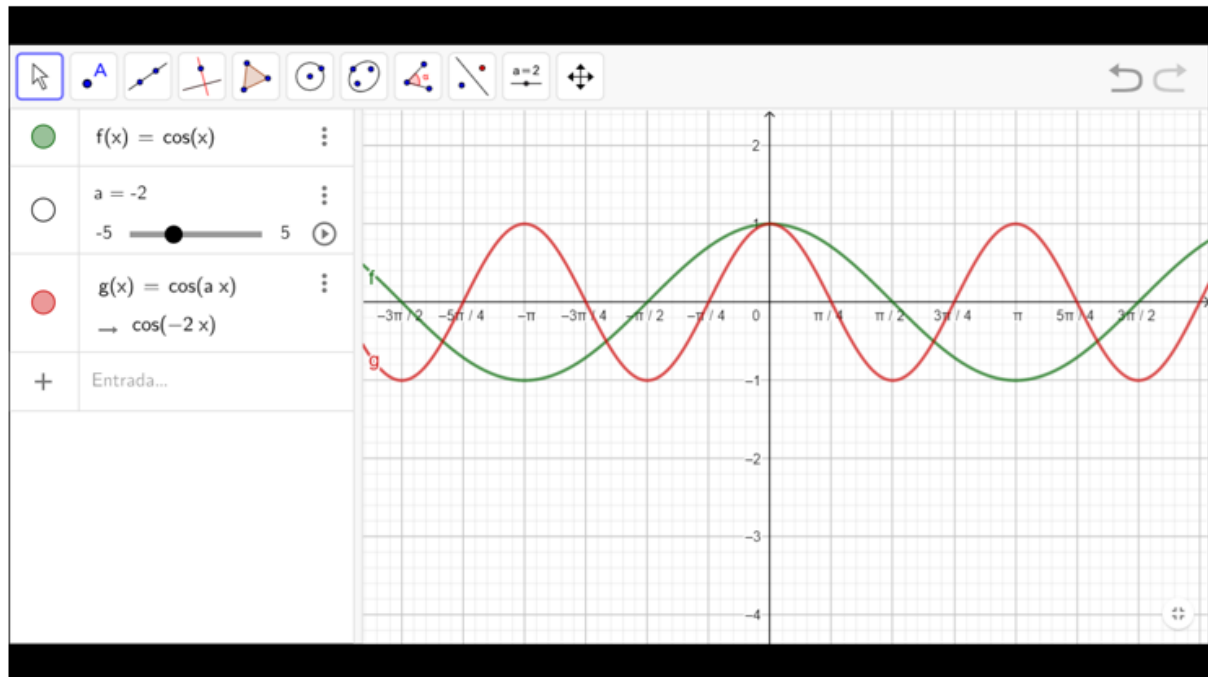 A
a=2
f(x) = cos(x)
a = -2
-5 5
g(x) = cos(a x)
→ cos(−2 x)
+ Entrada...
2
1
f
−3π / 2 −5π / 4 −π −3π / 4 −π / 2 −π / 4 0 π / 4 π / 2 3π / 4 π 5π / 4 3π / 2
g
−1
−2
−3
−4